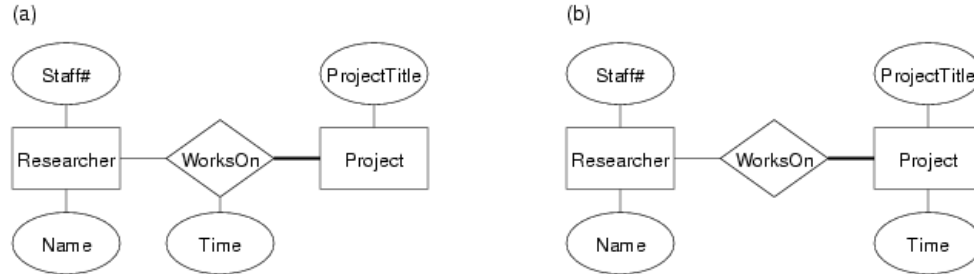 (a)
(b)
Staff#
ProjectTitle
Staff#
ProjectTitle
Researcher
WorksOn
Project
Researcher
WorksOn
Project
Name
Time
Name
Time